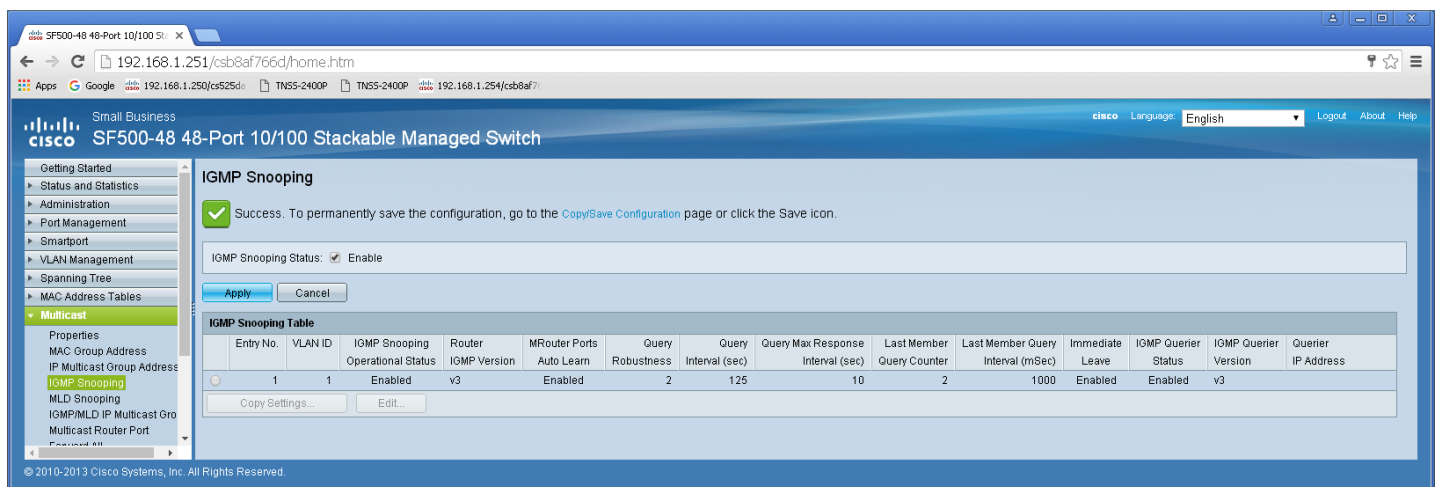 SF500-48 48-Port 10/100 St
192.168.1.251/csb8af766d/home.htm
Apps Google 192.168.1.250/cs525d TNS5-2400P TNS5-2400P 192.168.1.254/csb8af7
Small Business
cisco SF500-48 48-Port 10/100 Stackable Managed Switch
cisco Language: English Logout About Help
Getting Started
Status and Statistics
Administration
Port Management
Smartport
VLAN Management
Spanning Tree
MAC Address Tables
Multicast
Properties
MAC Group Address
IP Multicast Group Address
IGMP Snooping
MLD Snooping
IGMP/MLD IP Multicast Gro
Multicast Router Port
Forward All
IGMP Snooping
Success. To permanently save the configuration, go to the Copy/Save Configuration page or click the Save icon.
IGMP Snooping Status: Enable
Apply Cancel
IGMP Snooping Table
Entry No. VLAN ID IGMP Snooping Router MRouter Ports Query Query Query Max Response Last Member Last Member Query Immediate IGMP Querier IGMP Querier Querier
Operational Status IGMP Version Auto Learn Robustness Interval (sec) Interval (sec) Query Counter Interval (mSec) Leave Status Version IP Address
1 1 Enabled v3 Enabled 2 125 10 2 1000 Enabled Enabled v3
Copy Settings... Edit...
© 2010-2013 Cisco Systems, Inc. All Rights Reserved.